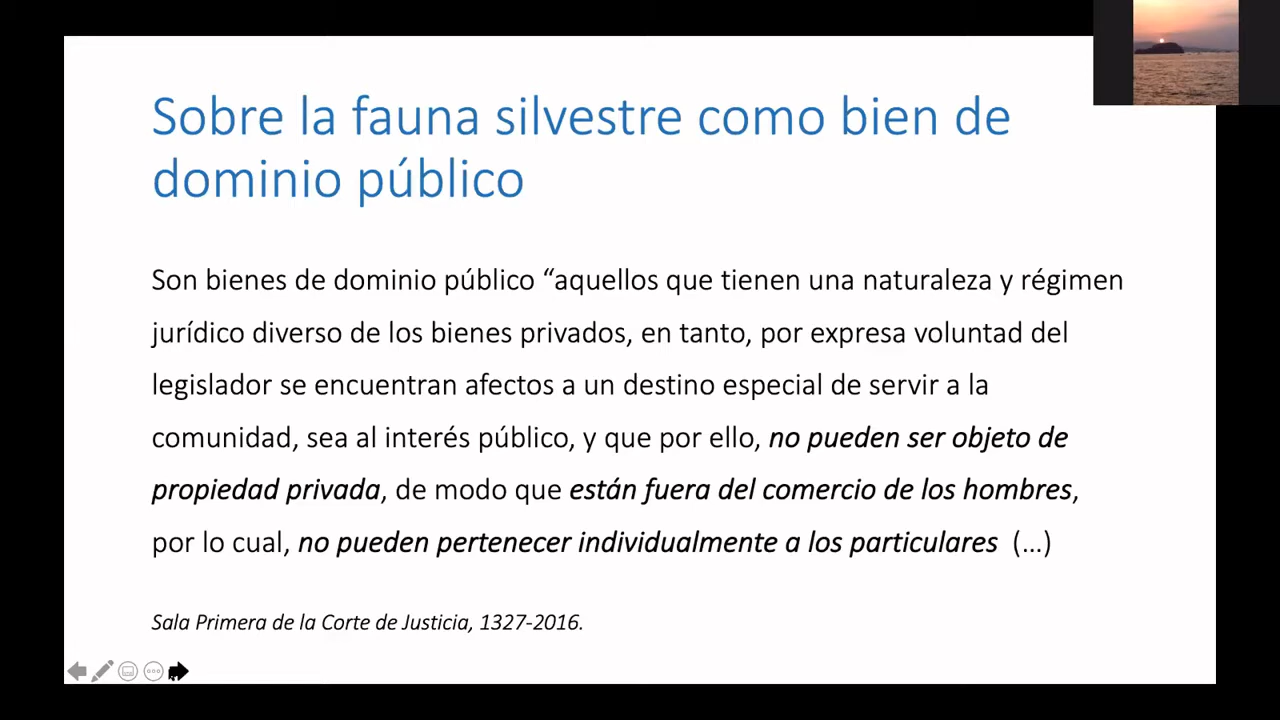 Sobre la fauna silvestre como bien de
dominio público
Son bienes de dominio público “aquellos que tienen una naturaleza y régimen
jurídico diverso de los bienes privados, en tanto, por expresa voluntad del
legislador se encuentran afectos a un destino especial de servir a la
comunidad, sea al interés público, y que por ello, no pueden ser objeto de
propiedad privada, de modo que están fuera del comercio de los hombres,
por lo cual, no pueden pertenecer individualmente a los particulares (...)
Sala Primera de la Corte de Justicia, 1327-2016.